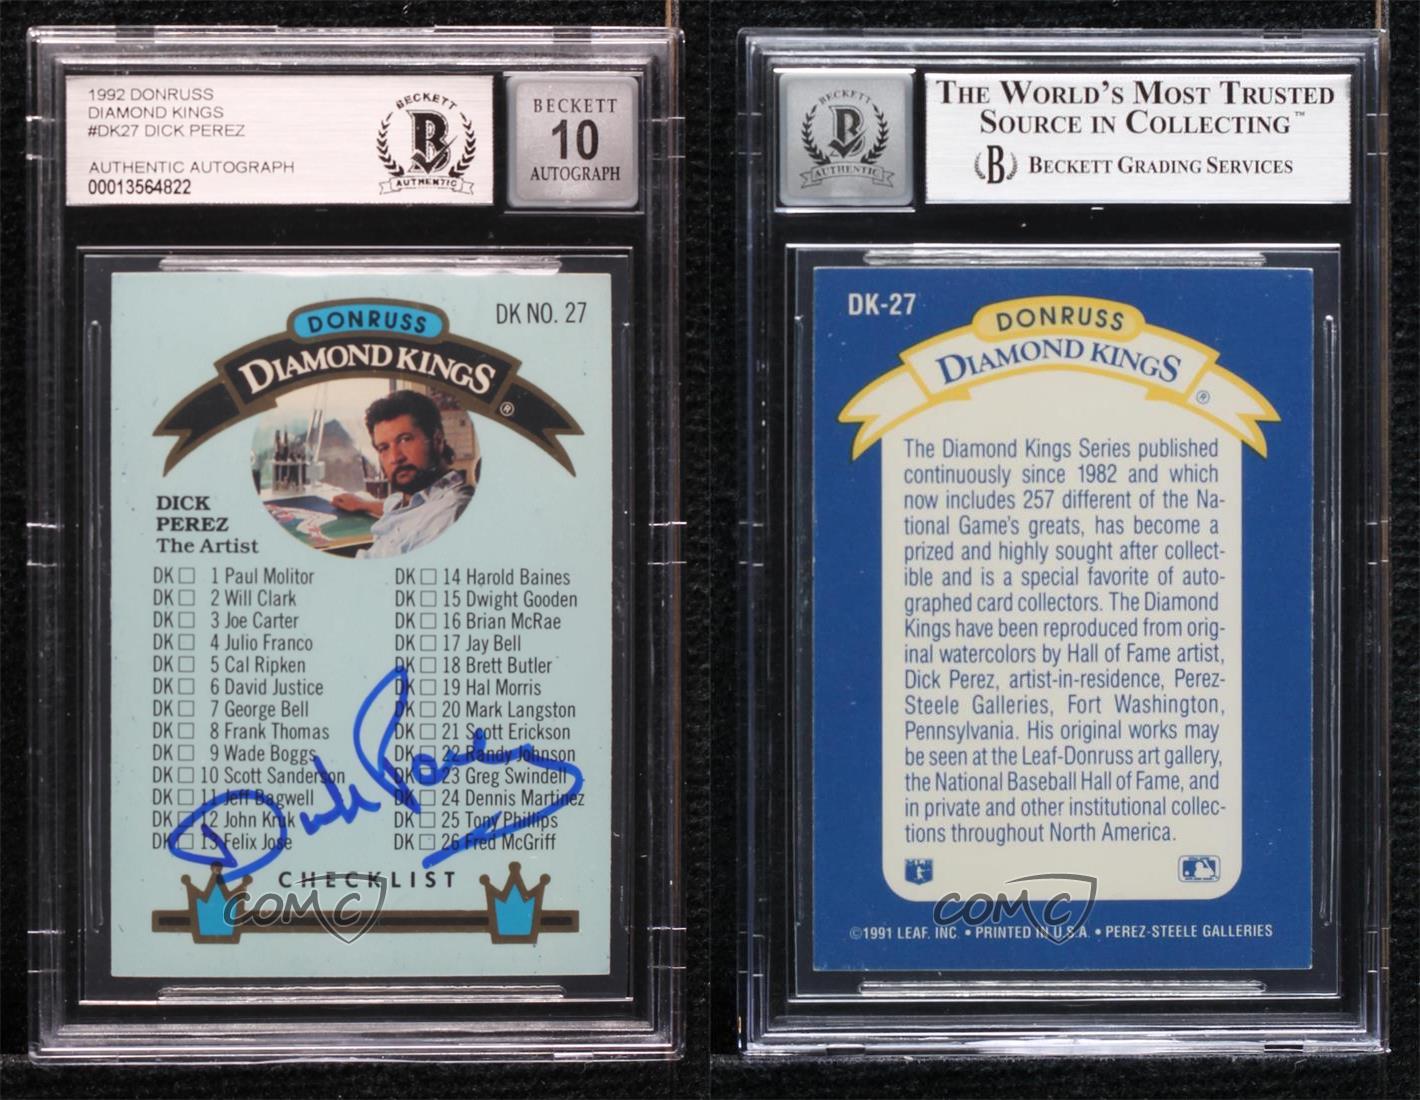 1992 DONRUSS
DIAMOND KINGS
#DK27 DICK PEREZ
AUTHENTIC AUTOGRAPH
00013564822
BECKETT
B
AUTHENTIC
BECKETT
10
AUTOGRAPH
DK NO. 27
DONRUSS
DIAMOND KINGS
®
DICK
PEREZ
The Artist
DK 1 Paul Molitor
DK 2 Will Clark
DK 3 Joe Carter
DK 4 Julio Franco
DK 5 Cal Ripken
DK 6 David Justice
DK 7 George Bell
DK 8 Frank Thomas
DK 9 Wade Boggs
DK 10 Scott Sanderson
DK 11 Jeff Bagwell
DK 12 John Kruk
DK 13 Felix Jose
DK 14 Harold Baines
DK 15 Dwight Gooden
DK 16 Brian McRae
DK 17 Jay Bell
DK 18 Brett Butler
DK 19 Hal Morris
DK 20 Mark Langston
DK 21 Scott Erickson
DK 22 Randy Johnson
DK 23 Greg Swindell
DK 24 Dennis Martinez
DK 25 Tony Phillips
DK 26 Fred McGriff
Dick Perez
CHECKLIST
COMC
BECKETT
B
AUTHENTIC
THE WORLD'S MOST TRUSTED
SOURCE IN COLLECTING™
B BECKETT GRADING SERVICES
DK-27
DONRUSS
DIAMOND KINGS
®
The Diamond Kings Series published
continuously since 1982 and which
now includes 257 different of the Na-
tional Game's greats, has become a
prized and highly sought after collect-
ible and is a special favorite of auto-
graphed card collectors. The Diamond
Kings have been reproduced from orig-
inal watercolors by Hall of Fame artist,
Dick Perez, artist-in-residence, Perez-
Steele Galleries, Fort Washington,
Pennsylvania. His original works may
be seen at the Leaf-Donruss art gallery,
the National Baseball Hall of Fame, and
in private and other institutional collec-
tions throughout North America.
COMC
©1991 LEAF, INC. • PRINTED IN U.S.A. • PEREZ-STEELE GALLERIES